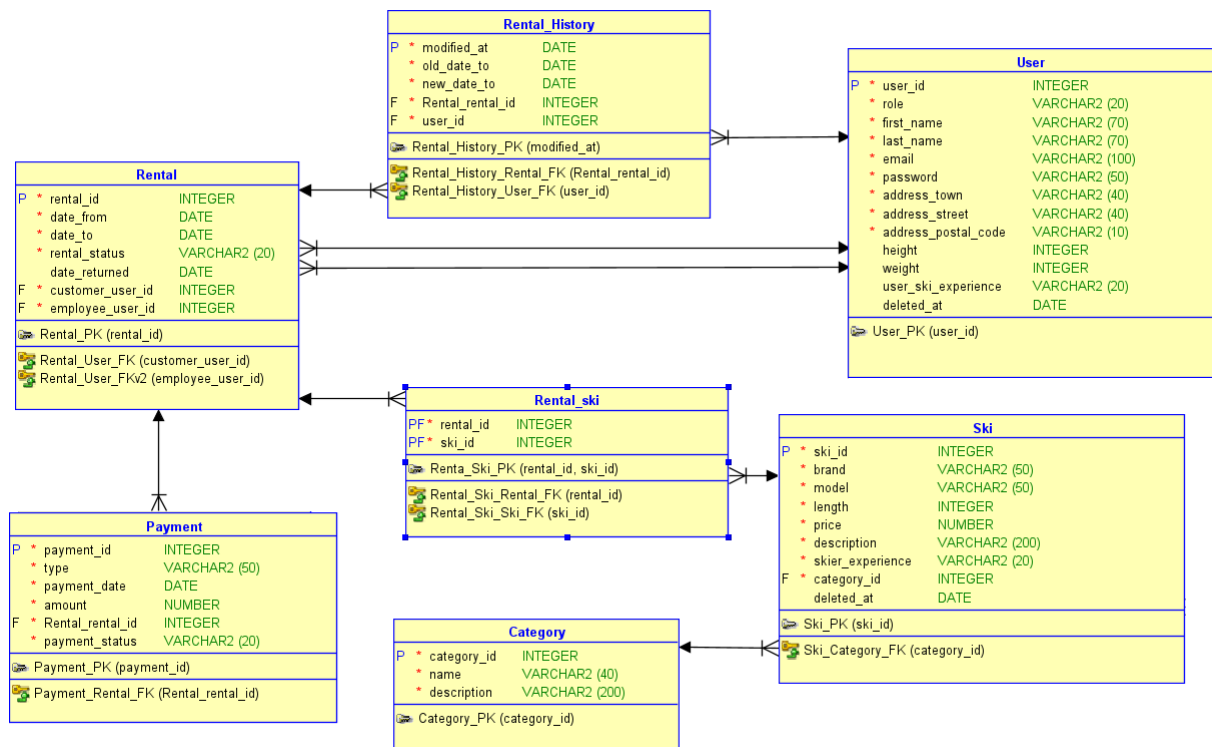 Rental_History
P * modified_at DATE
* old_date_to DATE
* new_date_to DATE
F * Rental_rental_id INTEGER
F * user_id INTEGER
Rental_History_PK (modified_at)
Rental_History_Rental_FK (Rental_rental_id)
Rental_History_User_FK (user_id)
User
P * user_id INTEGER
* role VARCHAR2 (20)
* first_name VARCHAR2 (70)
* last_name VARCHAR2 (70)
* email VARCHAR2 (100)
* password VARCHAR2 (50)
* address_town VARCHAR2 (40)
* address_street VARCHAR2 (40)
* address_postal_code VARCHAR2 (10)
height INTEGER
weight INTEGER
user_ski_experience VARCHAR2 (20)
deleted_at DATE
User_PK (user_id)
Rental
P * rental_id INTEGER
* date_from DATE
* date_to DATE
* rental_status VARCHAR2 (20)
date_returned DATE
F * customer_user_id INTEGER
F * employee_user_id INTEGER
Rental_PK (rental_id)
Rental_User_FK (customer_user_id)
Rental_User_FKv2 (employee_user_id)
Rental_ski
PF * rental_id INTEGER
PF * ski_id INTEGER
Renta_Ski_PK (rental_id, ski_id)
Rental_Ski_Rental_FK (rental_id)
Rental_Ski_Ski_FK (ski_id)
Ski
P * ski_id INTEGER
* brand VARCHAR2 (50)
* model VARCHAR2 (50)
* length INTEGER
* price NUMBER
* description VARCHAR2 (200)
* skier_experience VARCHAR2 (20)
F * category_id INTEGER
deleted_at DATE
Ski_PK (ski_id)
Ski_Category_FK (category_id)
Payment
P * payment_id INTEGER
* type VARCHAR2 (50)
* payment_date DATE
* amount NUMBER
F * Rental_rental_id INTEGER
* payment_status VARCHAR2 (20)
Payment_PK (payment_id)
Payment_Rental_FK (Rental_rental_id)
Category
P * category_id INTEGER
* name VARCHAR2 (40)
* description VARCHAR2 (200)
Category_PK (category_id)